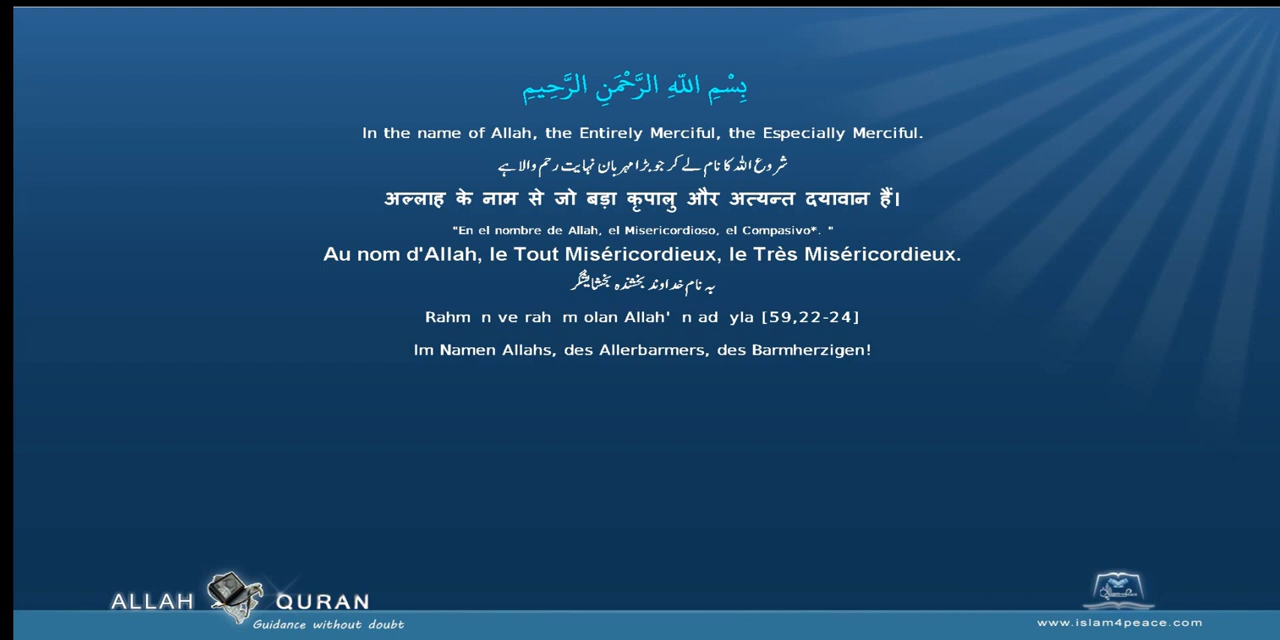 بِسْمِ اللّٰهِ الرَّحْمَنِ الرَّحِيمِ
In the name of Allah, the Entirely Merciful, the Especially Merciful.
شروع اللہ کا نام لے کر جو بڑا مہربان نہایت رحم والا ہے
अल्लाह के नाम से जो बड़ा कृपालु और अत्यन्त दयावान हैं।
"En el nombre de Allah, el Misericordioso, el Compasivo*. "
Au nom d'Allah, le Tout Miséricordieux, le Très Miséricordieux.
به نام خداوند بخشنده بخشایشگر
Rahm n ve rah m olan Allah' n ad yla [59,22-24]
Im Namen Allahs, des Allerbarmers, des Barmherzigen!
ALLAH QURAN
Guidance without doubt
www.islam4peace.com